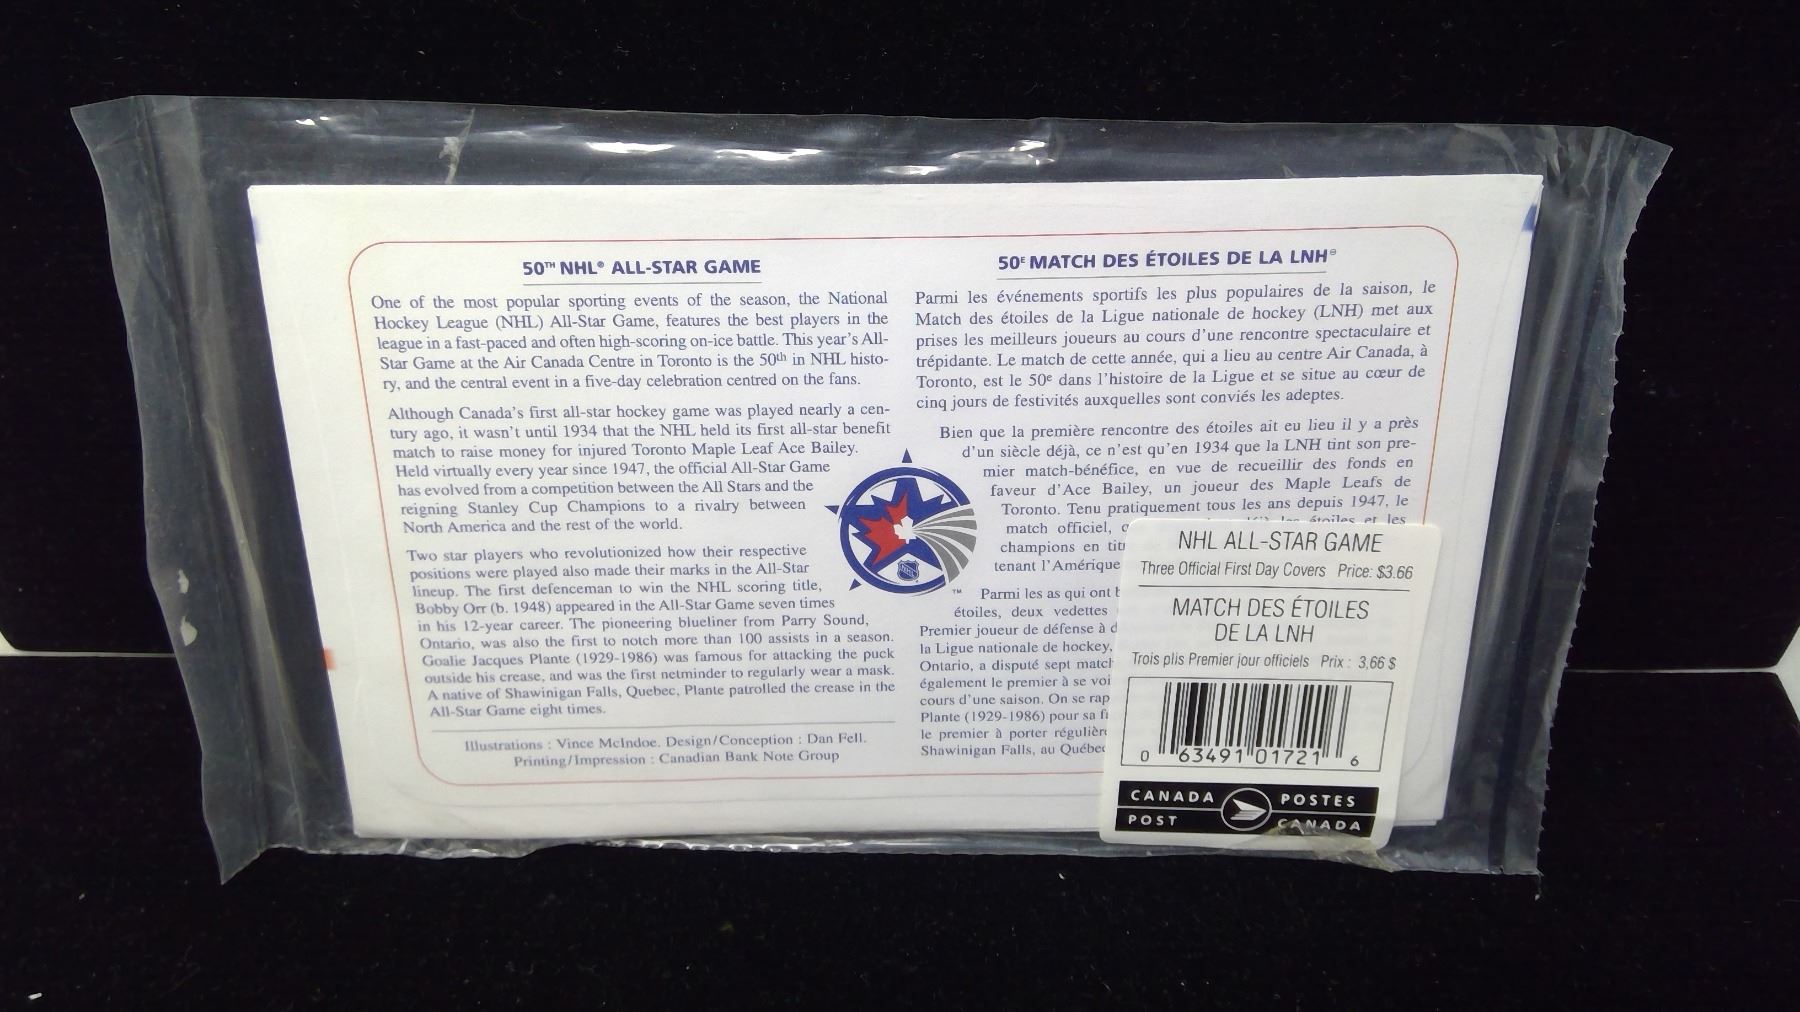 50TH NHL® ALL-STAR GAME
One of the most popular sporting events of the season, the National
Hockey League (NHL) All-Star Game, features the best players in the
league in a fast-paced and often high-scoring on-ice battle. This year's All-
Star Game at the Air Canada Centre in Toronto is the 50th in NHL histo-
ry, and the central event in a five-day celebration centred on the fans.
Although Canada's first all-star hockey game was played nearly a cen-
tury ago, it wasn't until 1934 that the NHL held its first all-star benefit
match to raise money for injured Toronto Maple Leaf Ace Bailey.
Held virtually every year since 1947, the official All-Star Game
has evolved from a competition between the All Stars and the
reigning Stanley Cup Champions to a rivalry between
North America and the rest of the world.
Two star players who revolutionized how their respective
positions were played also made their marks in the All-Star
lineup. The first defenceman to win the NHL scoring title,
Bobby Orr (b. 1948) appeared in the All-Star Game seven times
in his 12-year career. The pioneering blueliner from Parry Sound,
Ontario, was also the first to notch more than 100 assists in a season.
Goalie Jacques Plante (1929-1986) was famous for attacking the puck
outside his crease, and was the first netminder to regularly wear a mask.
A native of Shawinigan Falls, Quebec, Plante patrolled the crease in the
All-Star Game eight times.
Illustrations : Vince McIndoe. Design/Conception : Dan Fell.
Printing/Impression : Canadian Bank Note Group
NHL
TM
50E MATCH DES ÉTOILES DE LA LNH®
Parmi les événements sportifs les plus populaires de la saison, le
Match des étoiles de la Ligue nationale de hockey (LNH) met aux
prises les meilleurs joueurs au cours d'une rencontre spectaculaire et
trépidante. Le match de cette année, qui a lieu au centre Air Canada, à
Toronto, est le 50e dans l'histoire de la Ligue et se situe au cœur de
cinq jours de festivités auxquelles sont conviés les adeptes.
Bien que la première rencontre des étoiles ait eu lieu il y a près
d'un siècle déjà, ce n'est qu'en 1934 que la LNH tint son pre-
mier match-bénéfice, en vue de recueillir des fonds en
faveur d'Ace Bailey, un joueur des Maple Leafs de
Toronto. Tenu pratiquement tous les ans depuis 1947, le
match officiel, étoiles et les
champions en tit
tenant l'Amérique
Parmi les as qui ont
étoiles, deux vedettes
Premier joueur de défense à
la Ligue nationale de hockey,
Ontario, a disputé sept match
également le premier à se voi
cours d'une saison. On se rap
Plante (1929-1986) pour sa
le premier à porter régulièr
Shawinigan Falls, au Québec
NHL ALL-STAR GAME
Three Official First Day Covers Price: $3.66
MATCH DES ÉTOILES
DE LA LNH
Trois plis Premier jour officiels Prix : 3,66 $
0 63491 01721 6
CANADA POSTES
POST CANADA